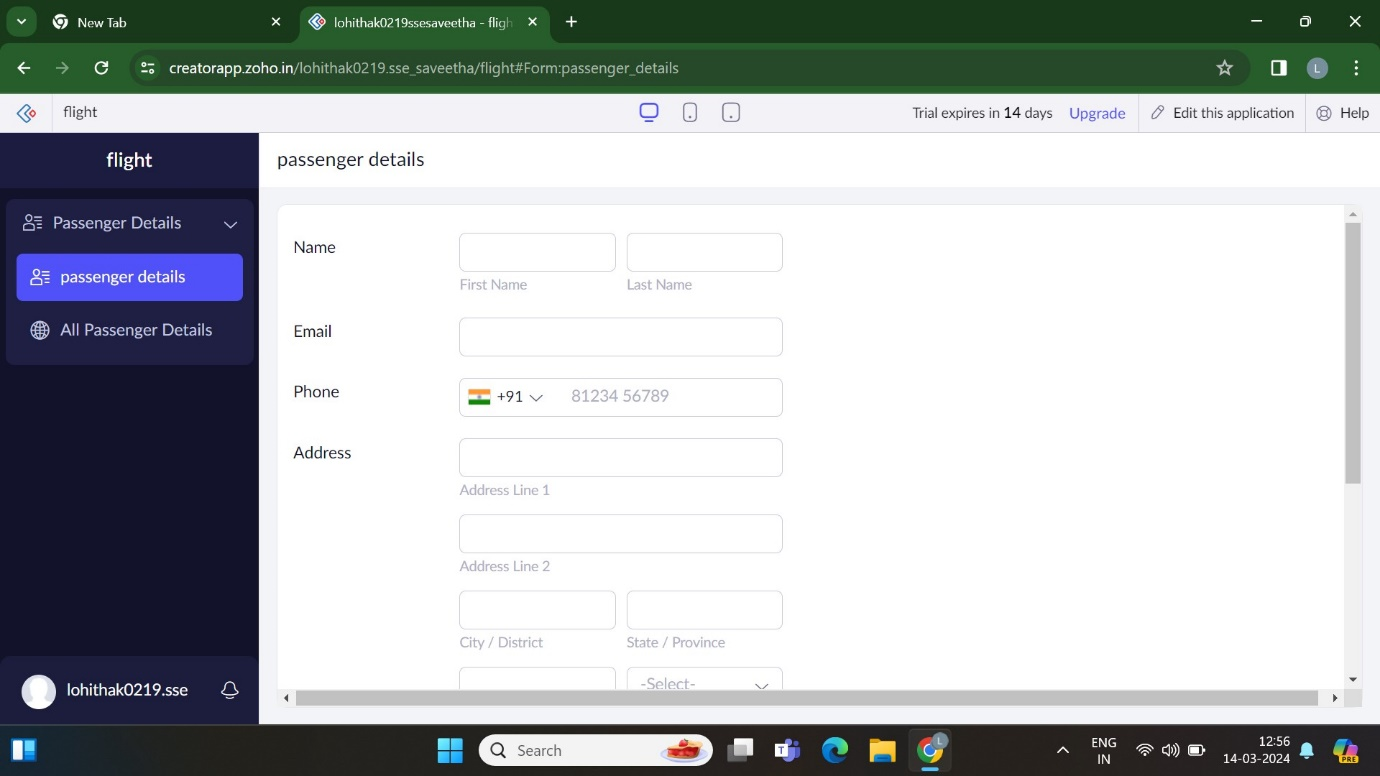 New Tab
lohithak0219ssesaveetha - fligh
creatorapp.zoho.in/lohithak0219.sse_saveetha/flight#Form:passenger_details
L
flight
Trial expires in 14 days
Upgrade
Edit this application
Help
flight
passenger details
Passenger Details
passenger details
All Passenger Details
Name
First Name
Last Name
Email
Phone
+91
81234 56789
Address
Address Line 1
Address Line 2
City / District
State / Province
-Select-
lohithak0219.sse
Search
T
L
ENG
IN
12:56
14-03-2024
PRE